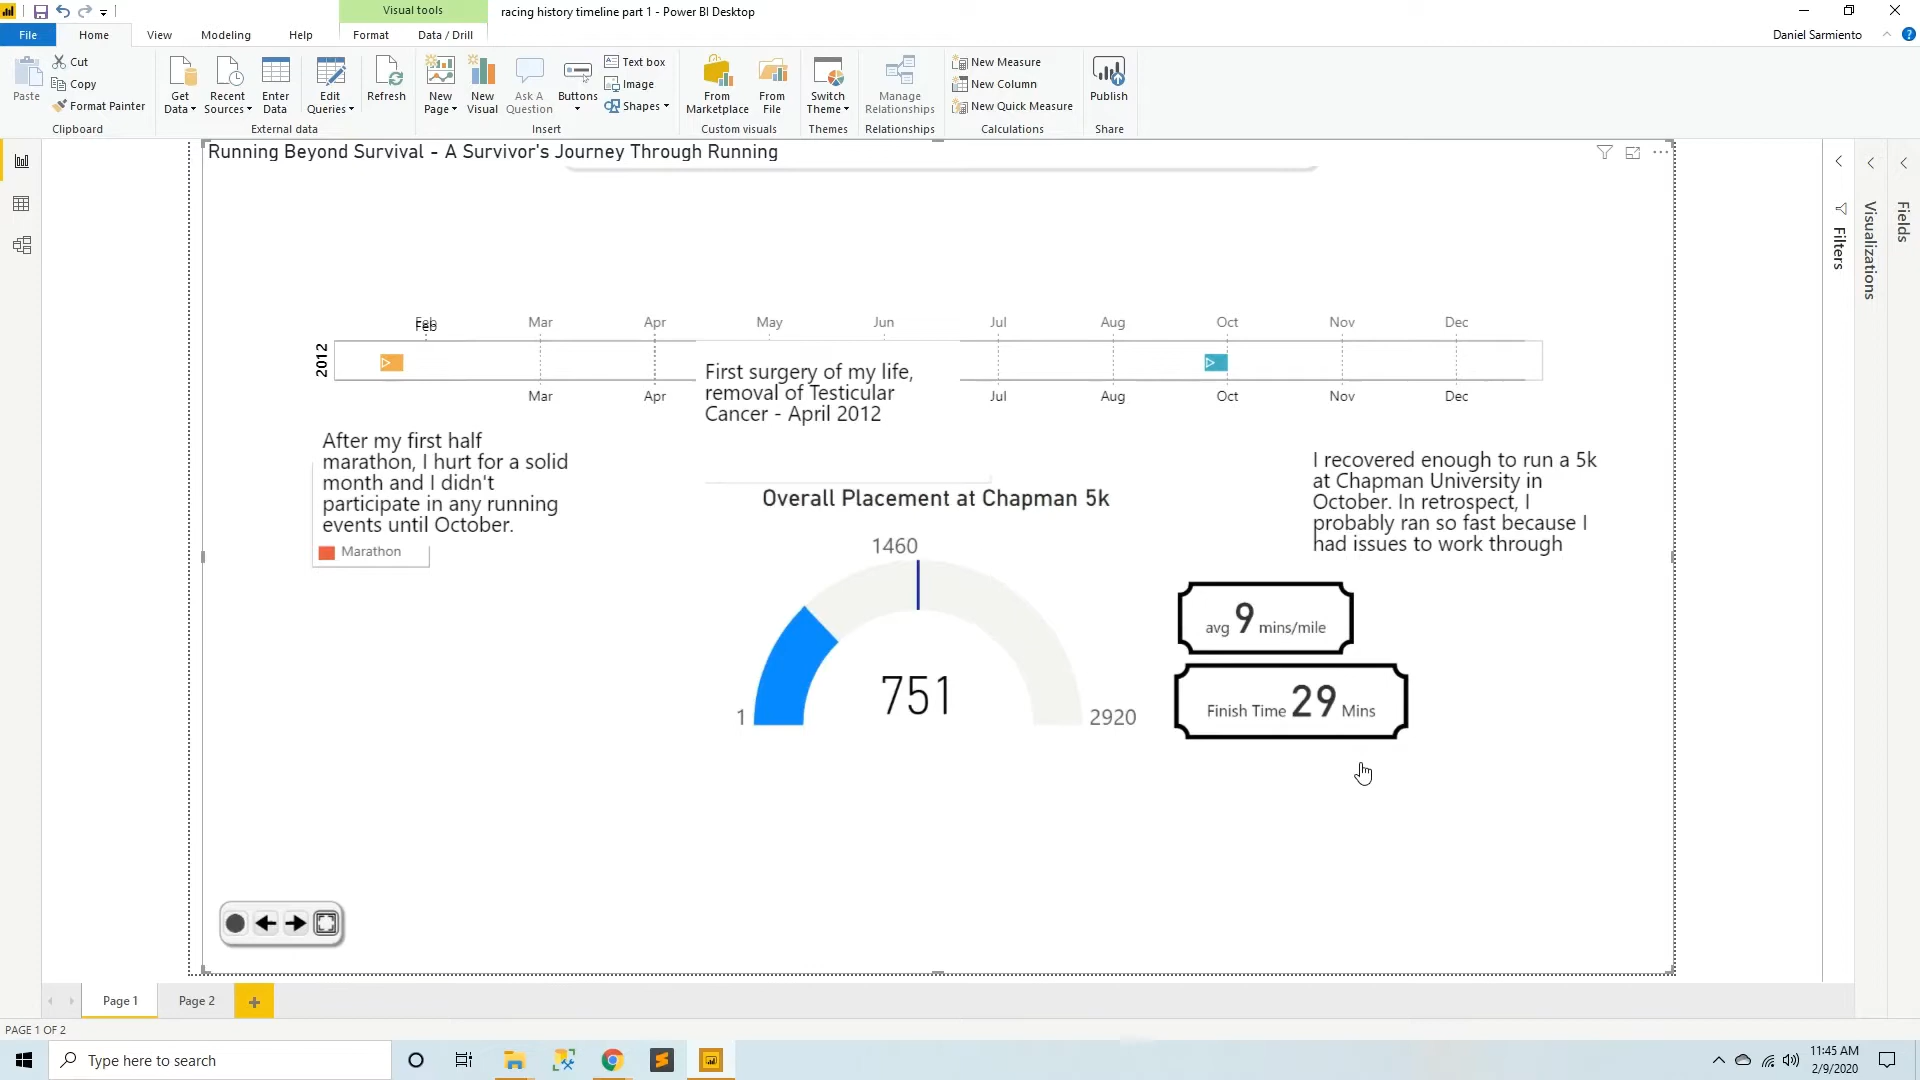 Visual tools
racing history timeline part 1 - Power BI Desktop
File
Home
View
Modeling
Help
Format
Data / Drill
Daniel Sarmiento
?
Paste
Cut
Copy
Format Painter
Clipboard
Get Data
Recent Sources
Enter Data
Edit Queries
Refresh
External data
New Page
New Visual
Ask A Question
Buttons
Text box
Image
Shapes
Insert
From Marketplace
From File
Custom visuals
Switch Theme
Themes
Manage Relationships
Relationships
New Measure
New Column
New Quick Measure
Calculations
Publish
Share
Running Beyond Survival - A Survivor's Journey Through Running
Feb
Feb
Mar
Apr
May
Jun
Jul
Aug
Oct
Nov
Dec
2012
First surgery of my life,
removal of Testicular
Cancer - April 2012
Mar
Apr
Jul
Aug
Oct
Nov
Dec
After my first half
marathon, I hurt for a solid
month and I didn't
participate in any running
events until October.
Marathon
I recovered enough to run a 5k
at Chapman University in
October. In retrospect, I
probably ran so fast because I
had issues to work through
Overall Placement at Chapman 5k
1460
751
1
2920
avg 9 mins/mile
Finish Time 29 Mins
Filters
Visualizations
Fields
Page 1
Page 2
PAGE 1 OF 2
Type here to search
11:45 AM
2/9/2020